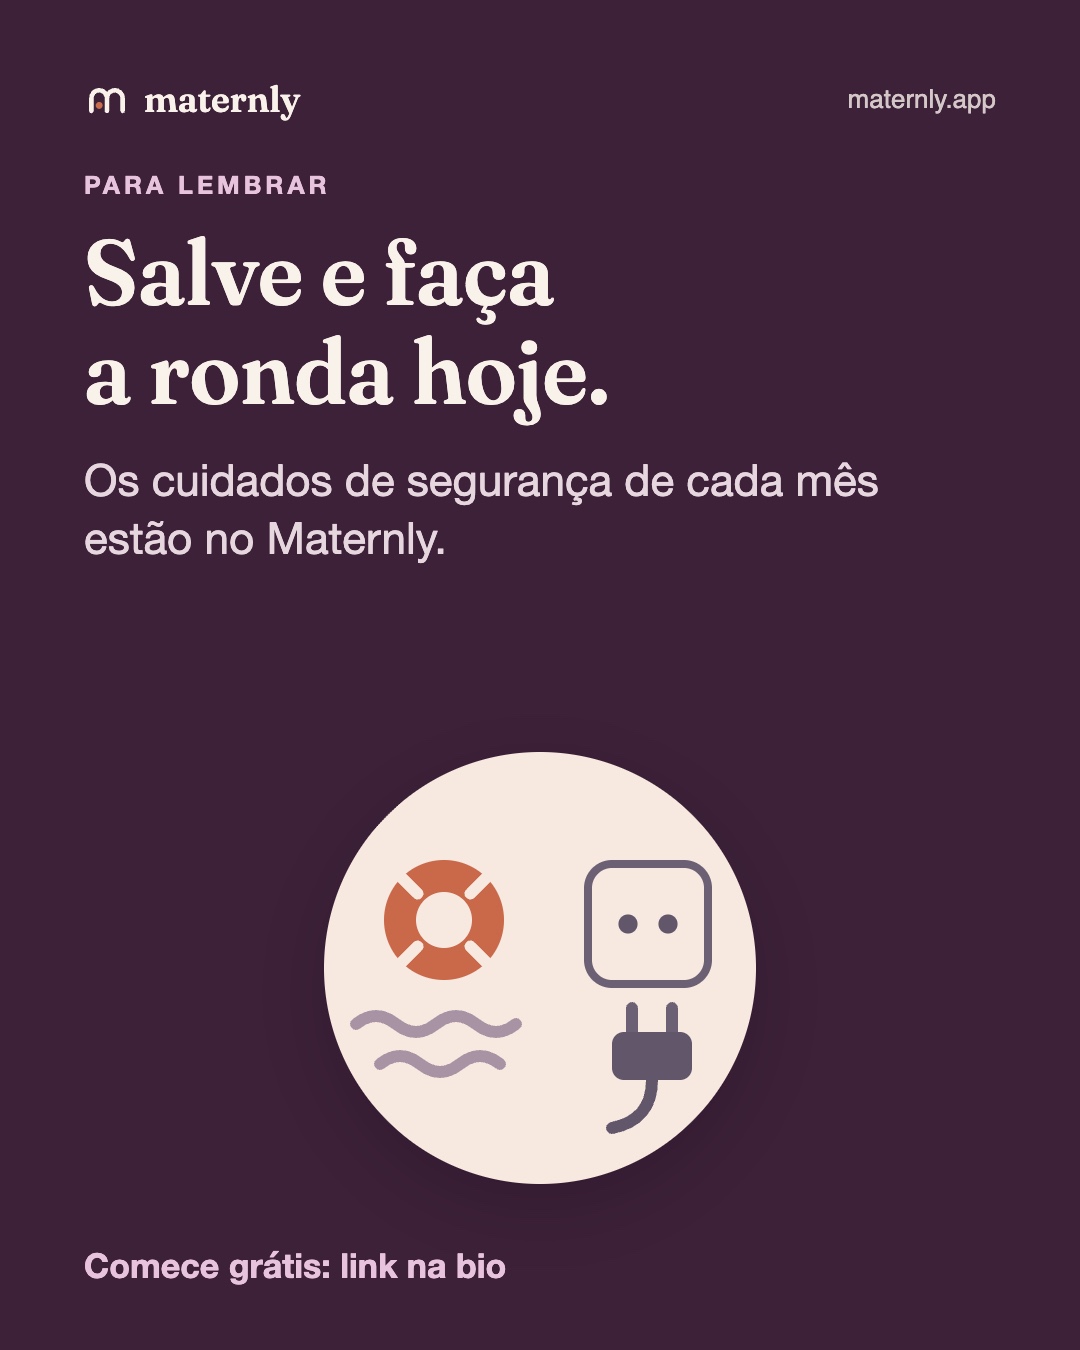 maternly
maternly.app
PARA LEMBRAR
Salve e faça
a ronda hoje.
Os cuidados de segurança de cada mês
estão no Maternly.
Comece grátis: link na bio